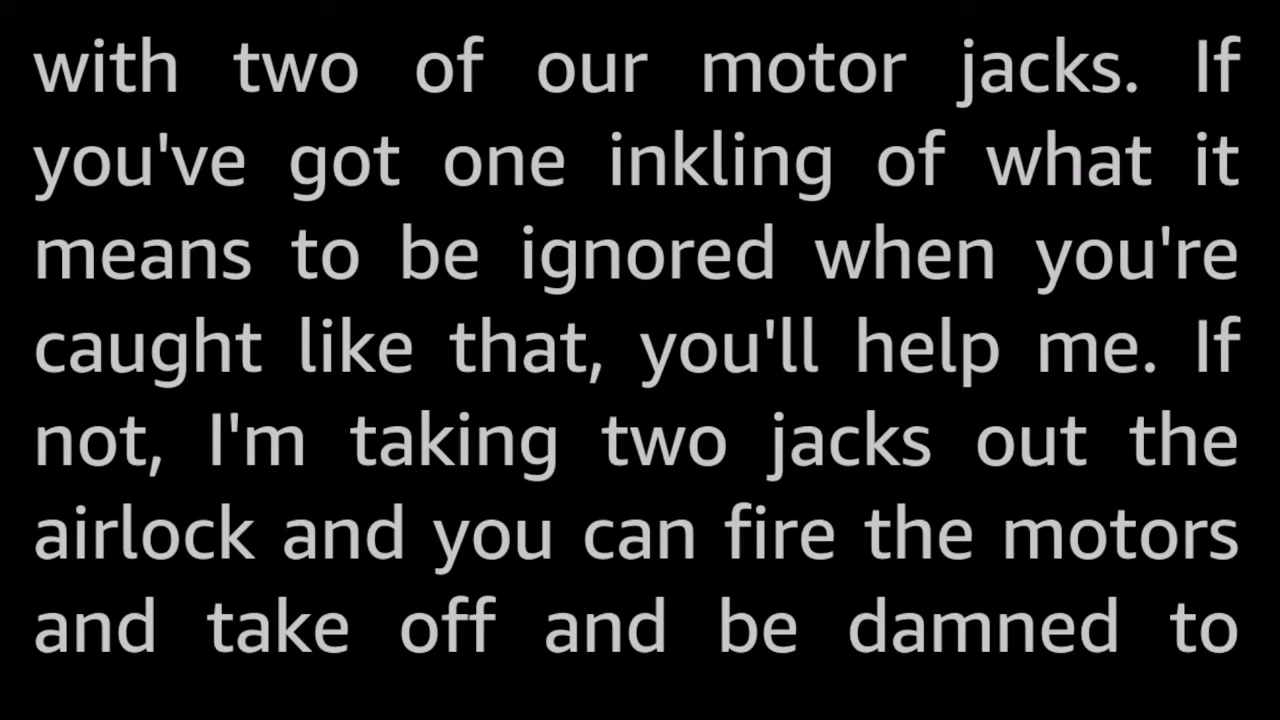 with two of our motor jacks. If
you've got one inkling of what it
means to be ignored when you're
caught like that, you'll help me. If
not, I'm taking two jacks out the
airlock and you can fire the motors
and take off and be damned to